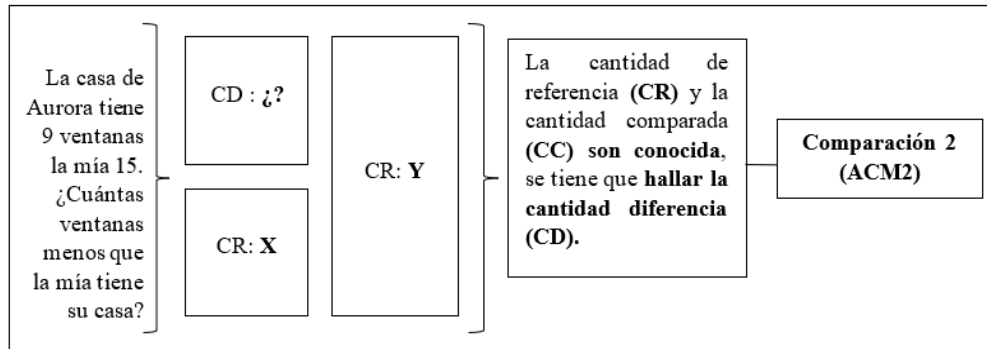 La casa de
Aurora tiene
9 ventanas
la mía 15.
¿Cuántas
ventanas
menos que
la mía tiene
su casa?
CD : ¿?
CR: X
CR: Y
La cantidad de
referencia (CR) y la
cantidad comparada
(CC) son conocida,
se tiene que hallar la
cantidad diferencia
(CD).
Comparación 2
(ACM2)